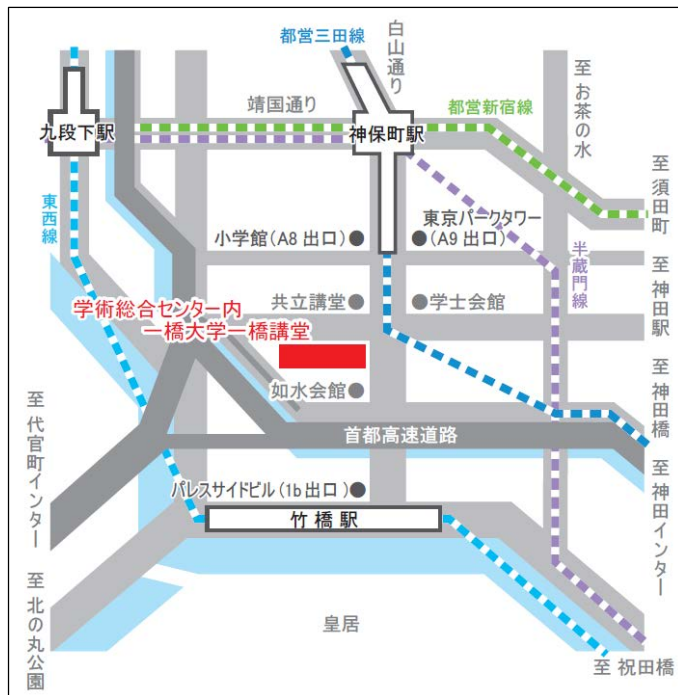 都営三田線
白山通り
至 お茶の水
靖国通り
都営新宿線
九段下駅
神保町駅
至 須田町
東西線
小学館(A8 出口)●
東京パークタワー
●(A9 出口)
半蔵門線
至 神田駅
学術総合センター内
一橋大学一橋講堂
共立講堂●
●学士会館
如水会館●
至 神田橋
首都高速道路
至 代官町インター
パレスサイドビル(1b 出口)●
至 神田インター
竹橋駅
至 北の丸公園
皇居
至 祝田橋